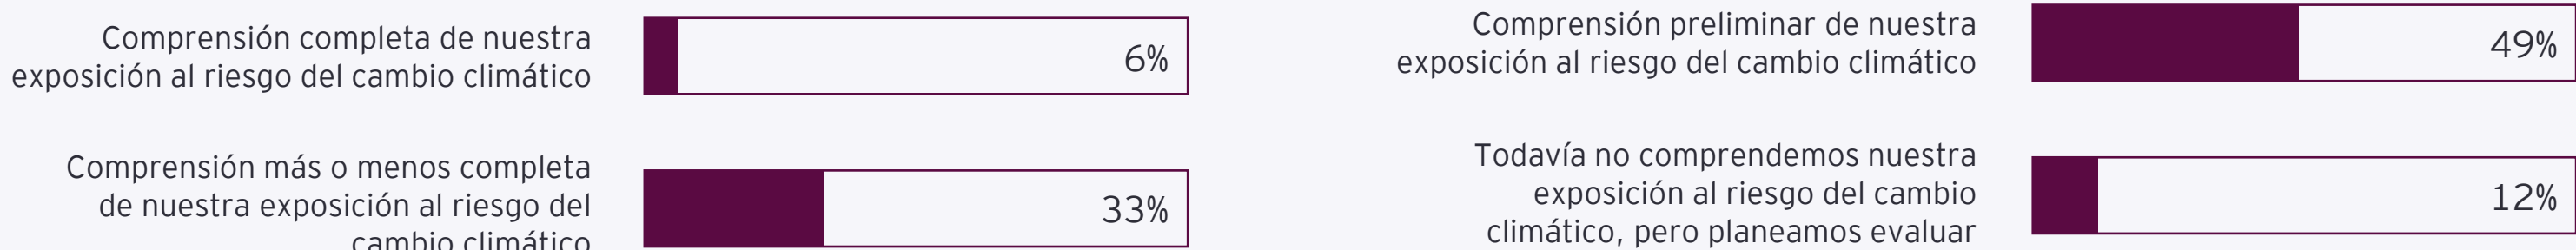 Comprensión completa de nuestra
exposición al riesgo del cambio climático
6%
Comprensión más o menos completa
de nuestra exposición al riesgo del
cambio climático
33%
Comprensión preliminar de nuestra
exposición al riesgo del cambio climático
49%
Todavía no comprendemos nuestra
exposición al riesgo del cambio
climático, pero planeamos evaluar
12%